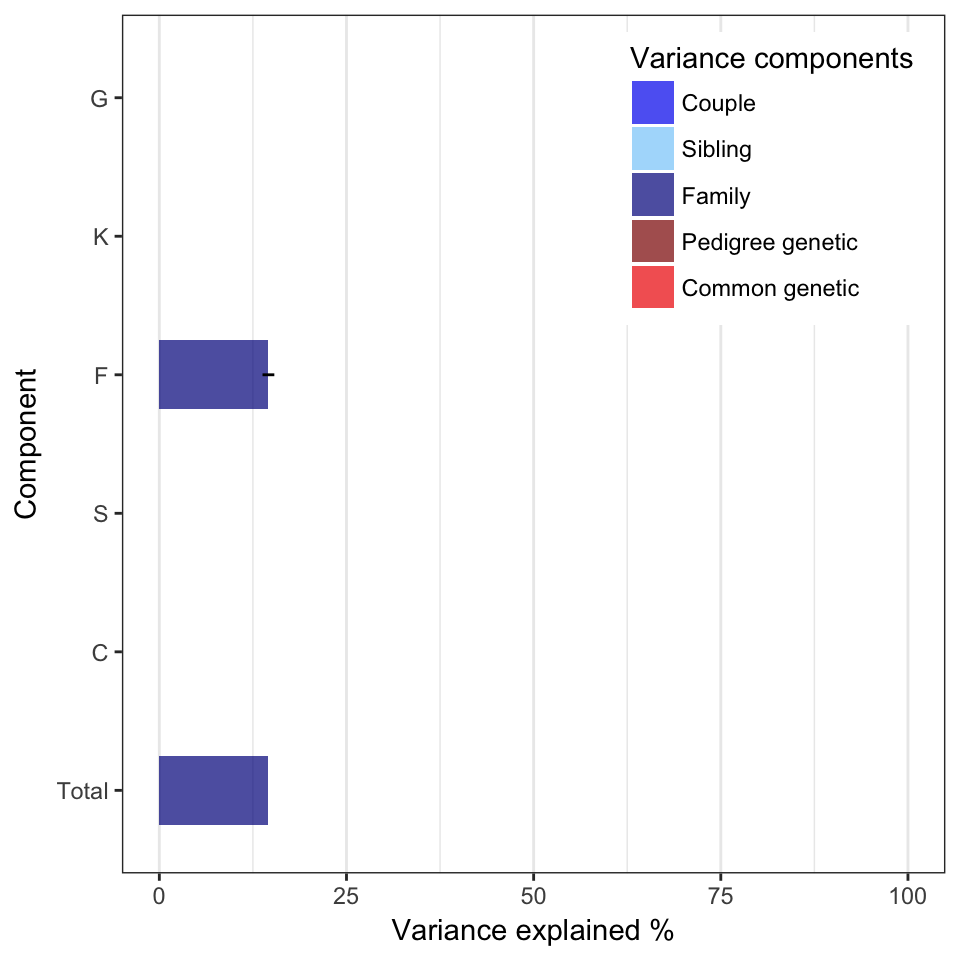 Variance components
Couple
Sibling
Family
Pedigree genetic
Common genetic
G
K
F
S
C
Total
Component
0 25 50 75 100
Variance explained %